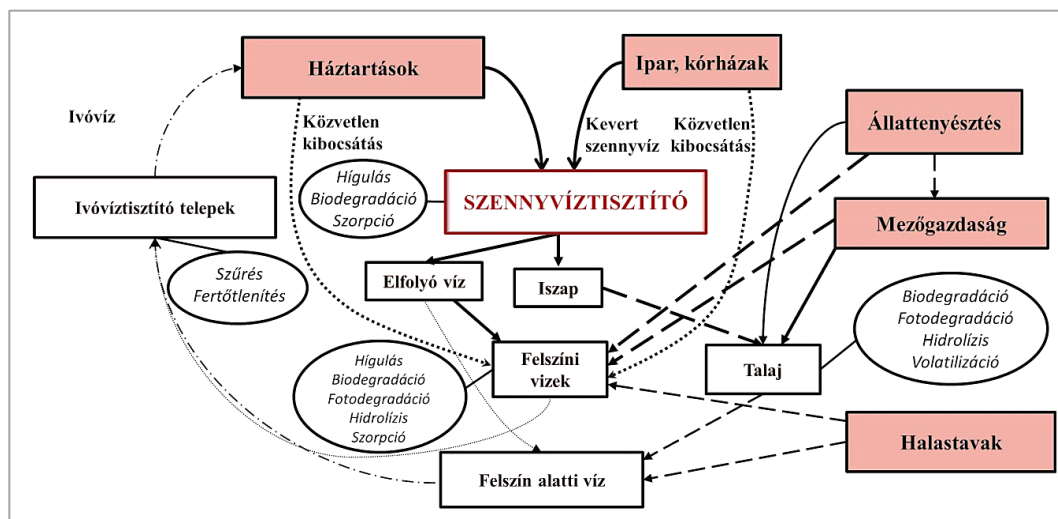 Háztartások
Ipar, kórházak
Ivóvíz
Közvetlen
kibocsátás
Kevert
szennyvíz
Közvetlen
kibocsátás
Állattenyésztés
Hígulás
Biodegradáció
Szorpció
SZENNYVÍZTISZTÍTÓ
Ivóvíztisztító telepek
Mezőgazdaság
Szűrés
Fertőtlenítés
Elfolyó víz
Iszap
Biodegradáció
Fotodegradáció
Hidrolízis
Volatilizáció
Hígulás
Biodegradáció
Fotodegradáció
Hidrolízis
Szorpció
Felszíni
vizek
Talaj
Halastavak
Felszín alatti víz